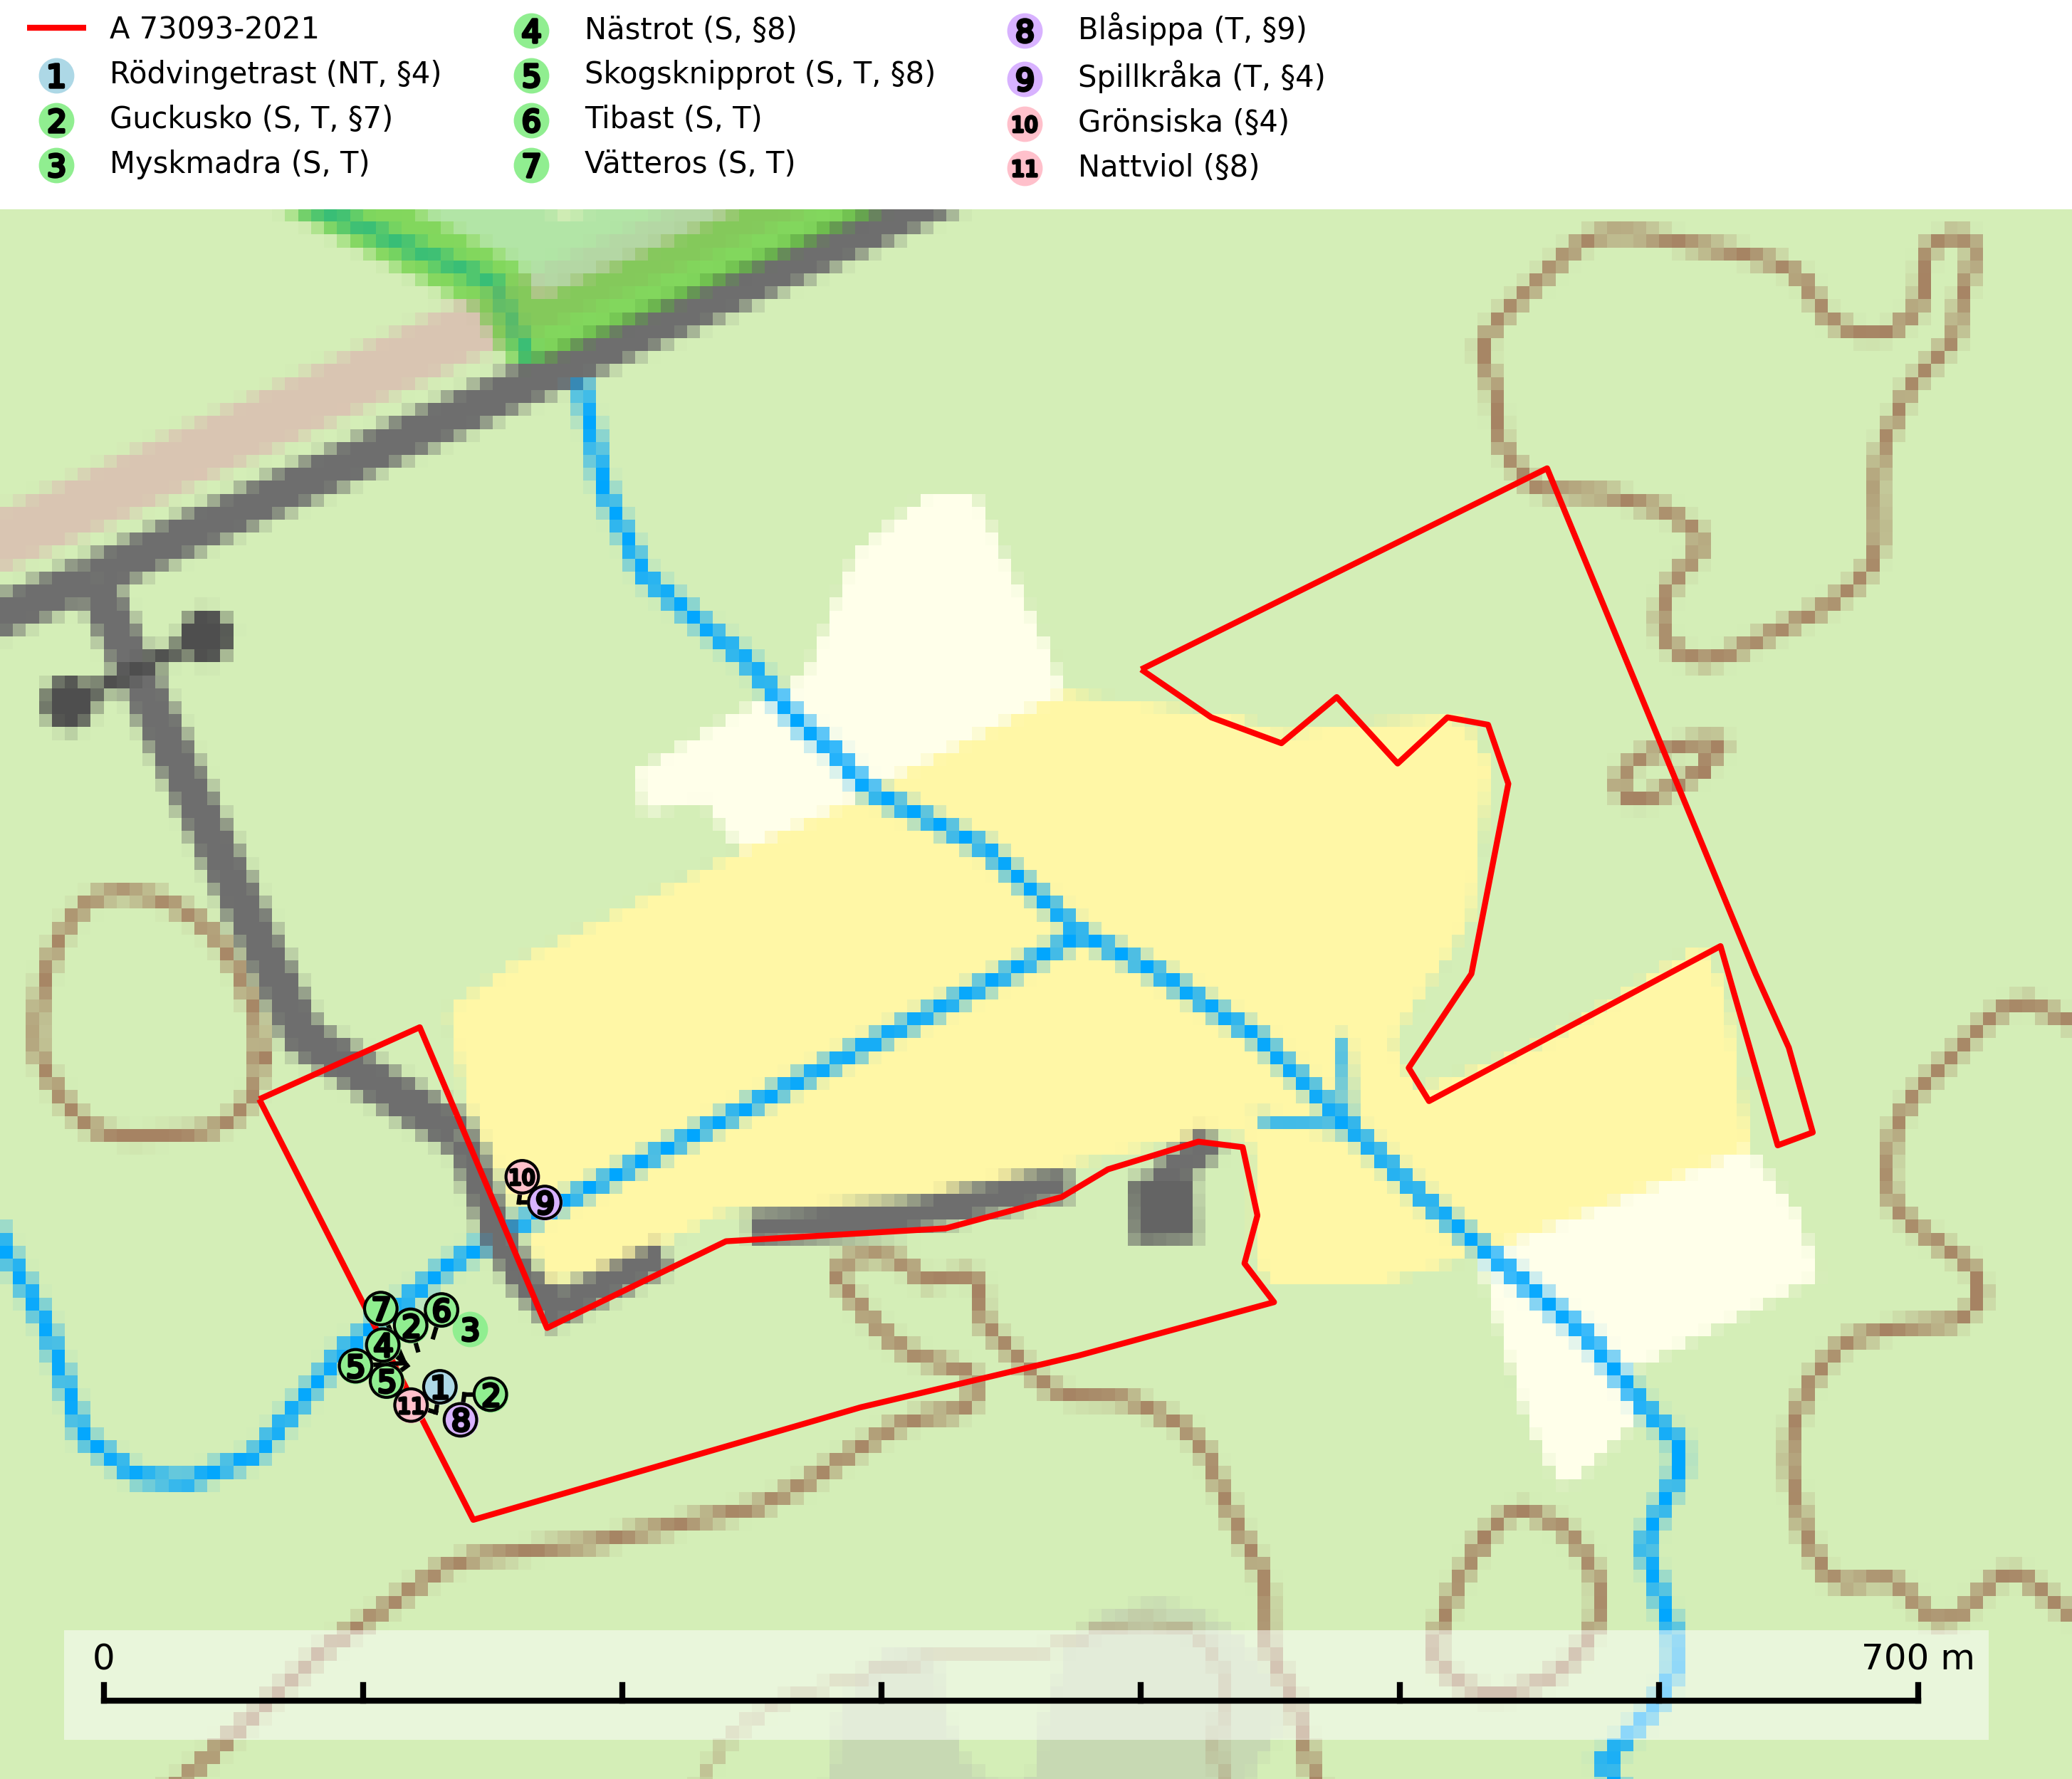 A 73093-2021
1 Rödvingetrast (NT, §4)
2 Guckusko (S, T, §7)
3 Myskmadra (S, T)
4 Nästrot (S, §8)
5 Skogsknipprot (S, T, §8)
6 Tibast (S, T)
7 Vätteros (S, T)
8 Blåsippa (T, §9)
9 Spillkråka (T, §4)
10 Grönsiska (§4)
11 Nattviol (§8)
10
9
7
6
2
3
4
5
5
1
2
11
8
0
700 m